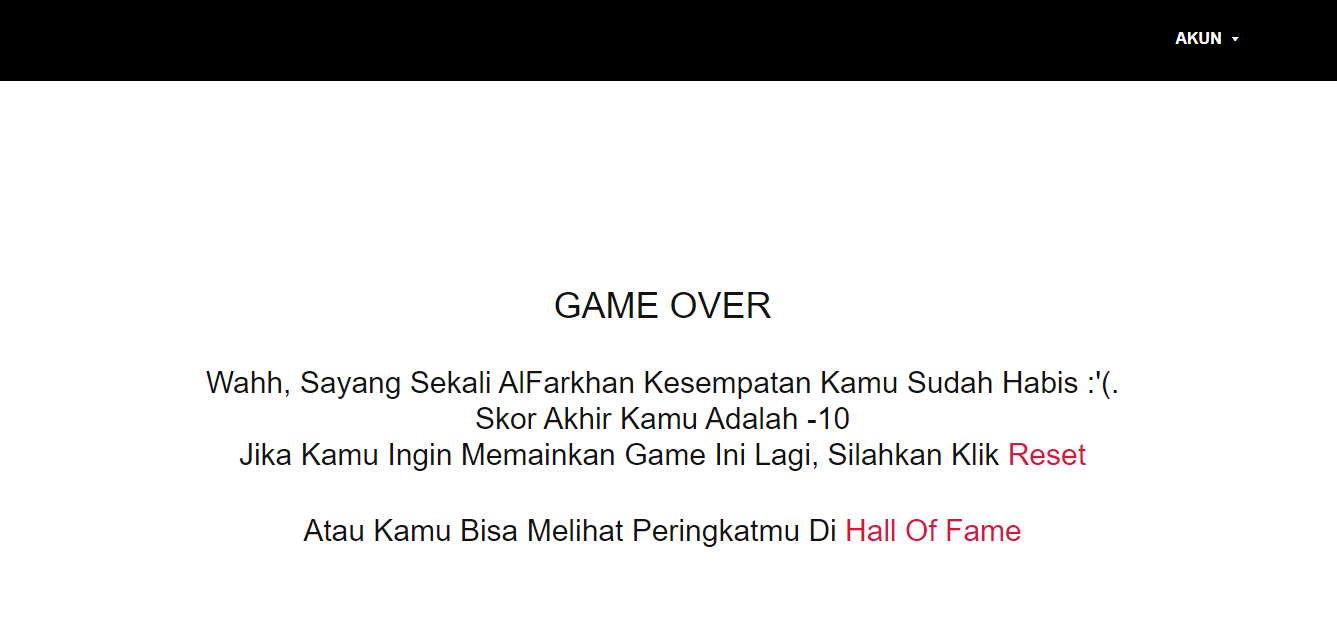 AKUN
GAME OVER
Wahh, Sayang Sekali AlFarkhan Kesempatan Kamu Sudah Habis :'(.
Skor Akhir Kamu Adalah -10
Jika Kamu Ingin Memainkan Game Ini Lagi, Silahkan Klik Reset
Atau Kamu Bisa Melihat Peringkatmu Di Hall Of Fame